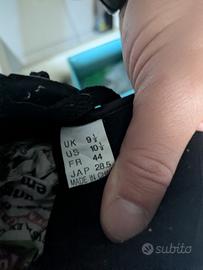 UK 9½
US 10½
FR 44
JAP 28.5
MADE IN CHINA
subito